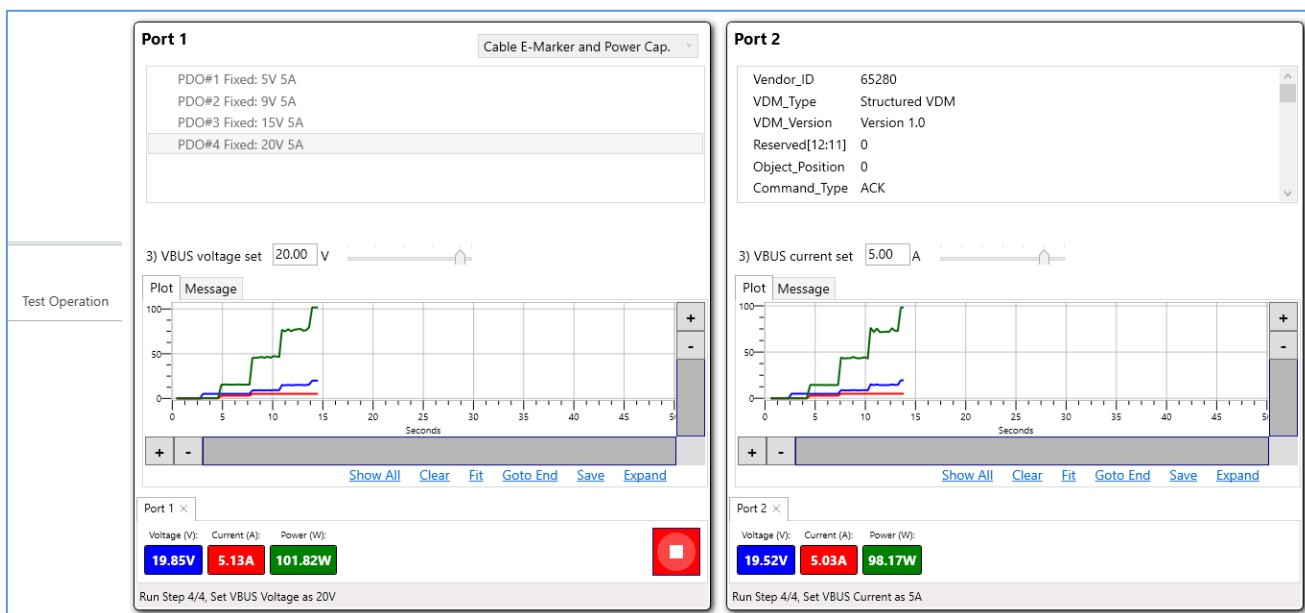 Test Operation
Port 1
Cable E-Marker and Power Cap.
PDO#1 Fixed: 5V 5A
PDO#2 Fixed: 9V 5A
PDO#3 Fixed: 15V 5A
PDO#4 Fixed: 20V 5A
3) VBUS voltage set 20.00 V
Plot Message
100
50
0
0 5 10 15 20 25 30 35 40 45 5
Seconds
+
-
+ -
Show All Clear Fit Goto End Save Expand
Port 1 ×
Voltage (V): Current (A): Power (W):
19.85V 5.13A 101.82W
Run Step 4/4, Set VBUS Voltage as 20V
Port 2
Vendor_ID 65280
VDM_Type Structured VDM
VDM_Version Version 1.0
Reserved[12:11] 0
Object_Position 0
Command_Type ACK
3) VBUS current set 5.00 A
Plot Message
100
50
0
0 5 10 15 20 25 30 35 40 45 5
Seconds
+
-
+ -
Show All Clear Fit Goto End Save Expand
Port 2 ×
Voltage (V): Current (A): Power (W):
19.52V 5.03A 98.17W
Run Step 4/4, Set VBUS Current as 5A